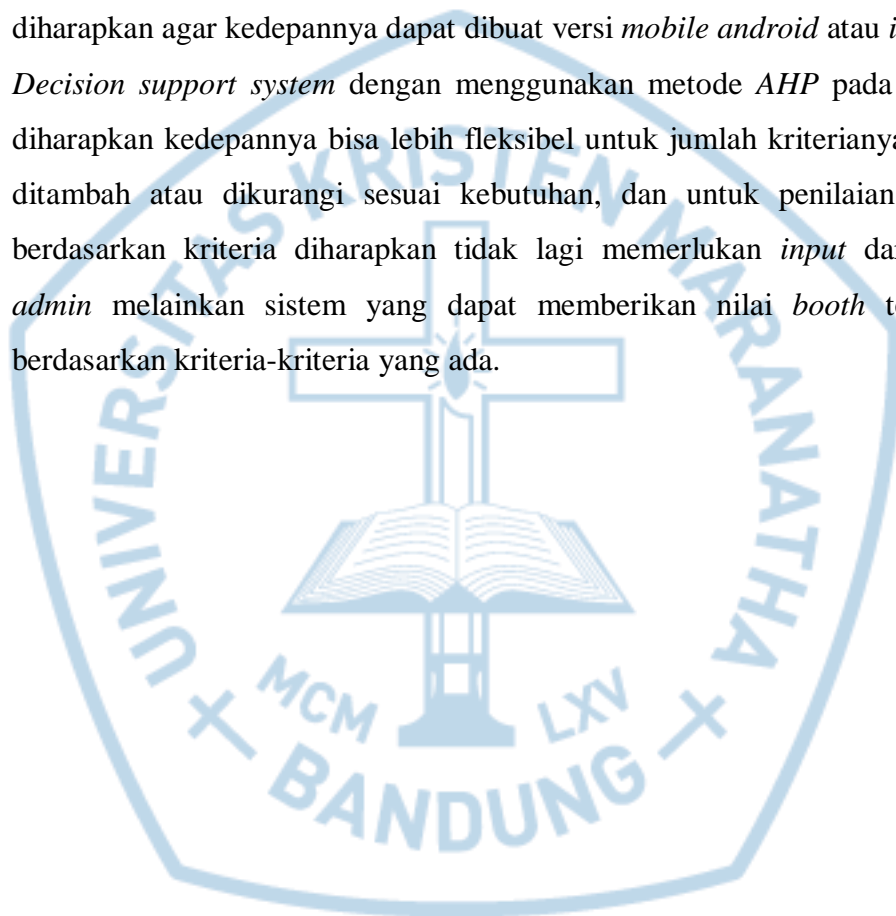 diharapkan agar kedepannya dapat dibuat versi mobile android atau
Decision support system dengan menggunakan metode AHP pada
diharapkan kedepannya bisa lebih fleksibel untuk jumlah kriterianya
ditambah atau dikurangi sesuai kebutuhan, dan untuk penilaian
berdasarkan kriteria diharapkan tidak lagi memerlukan input
admin melainkan sistem yang dapat memberikan nilai booth
berdasarkan kriteria-kriteria yang ada.
UNIVERSITAS KRISTEN MARANATHA
MCM LXV
BANDUNG